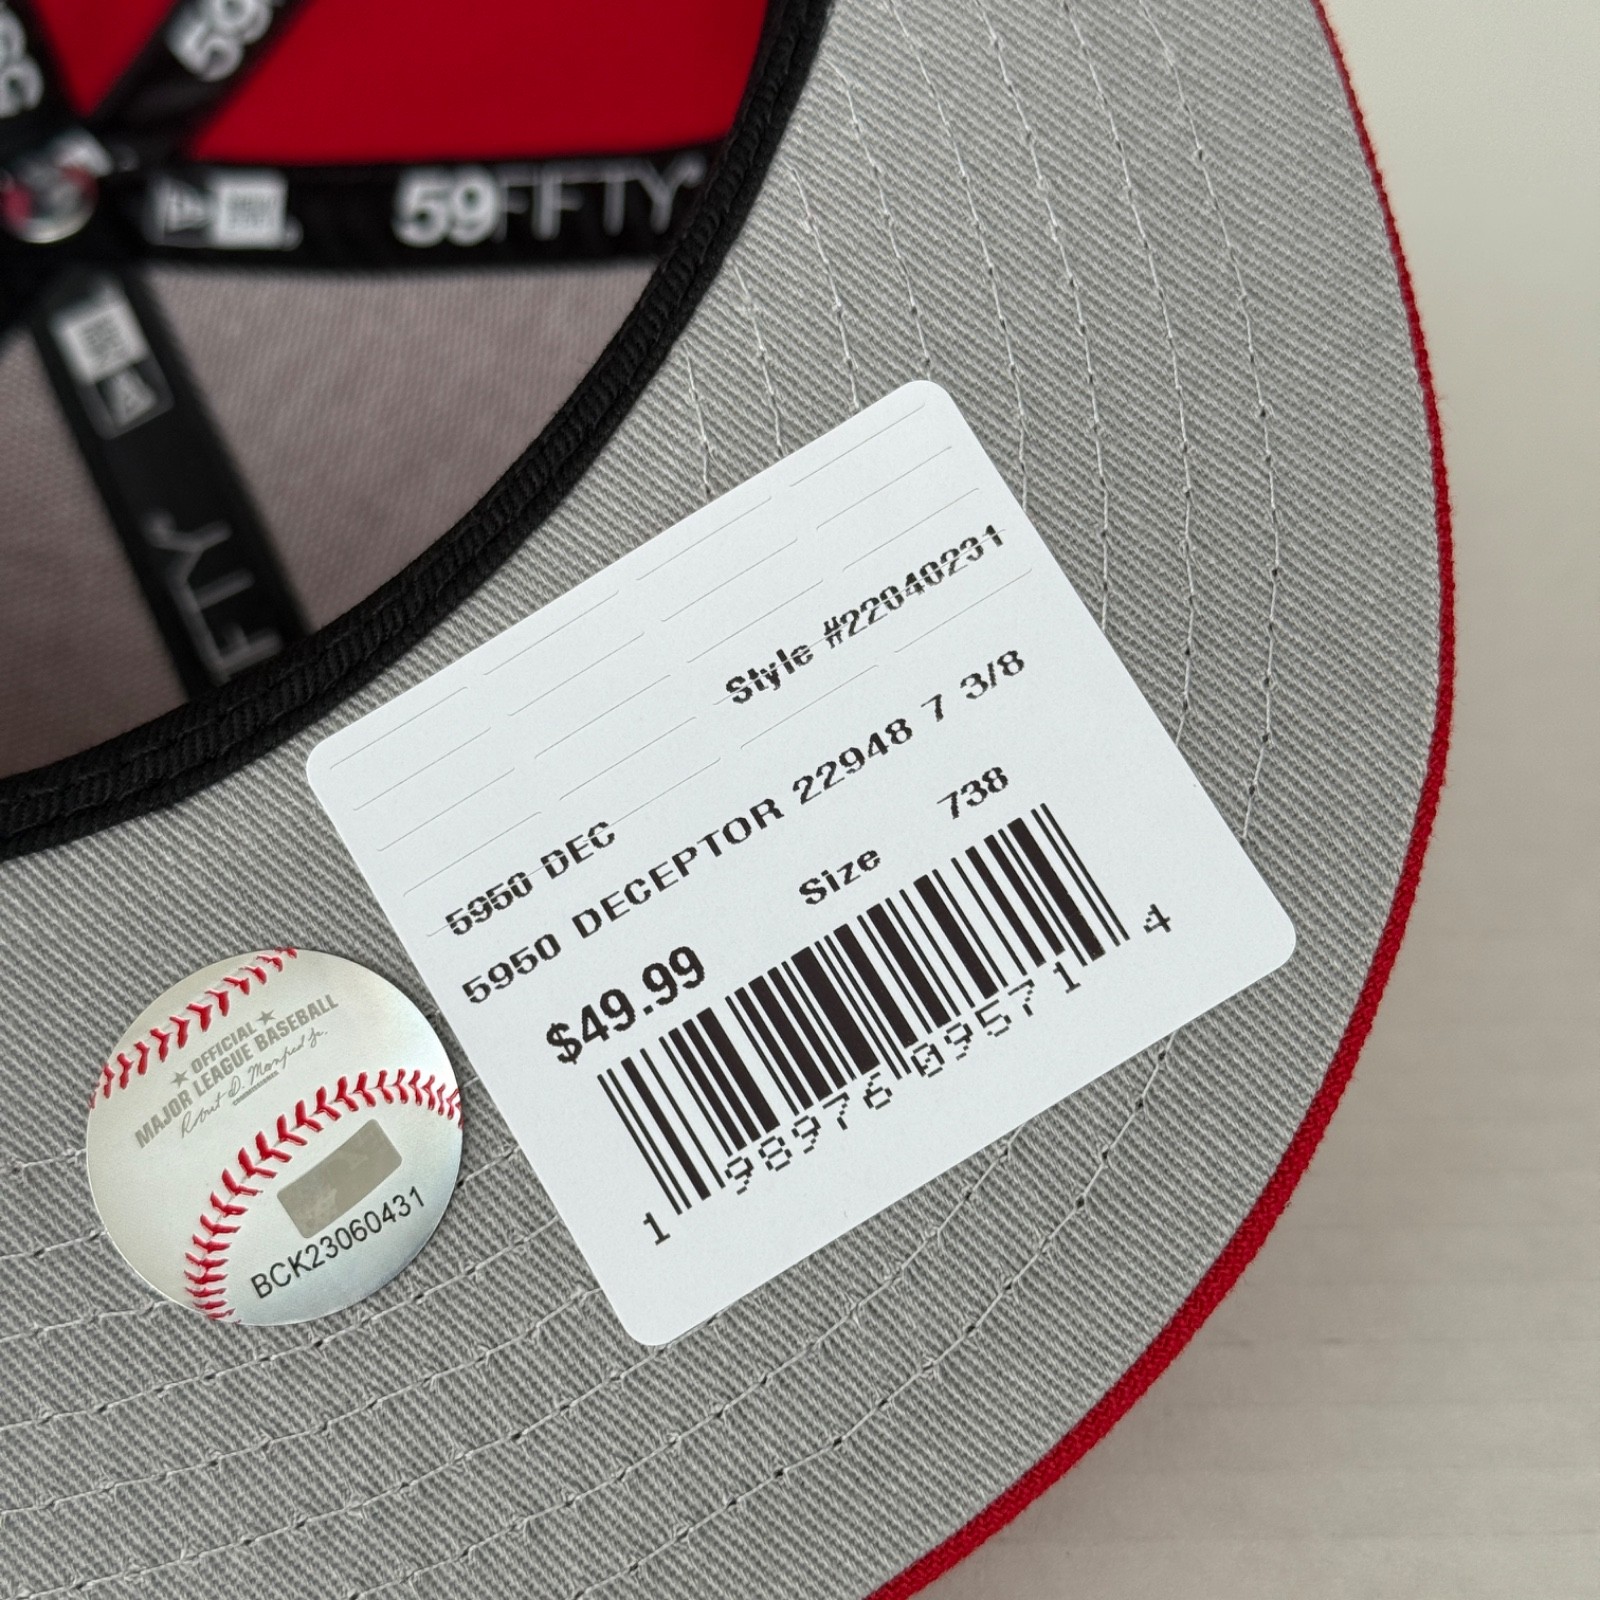 59FIFTY
Style #22040231
5950 DEC
5950 DECEPTOR 22948 7 3/8
Size 738
$49.99
1 98976 09571 4
OFFICIAL
MAJOR LEAGUE BASEBALL
COMMISSIONER
BCK23060431